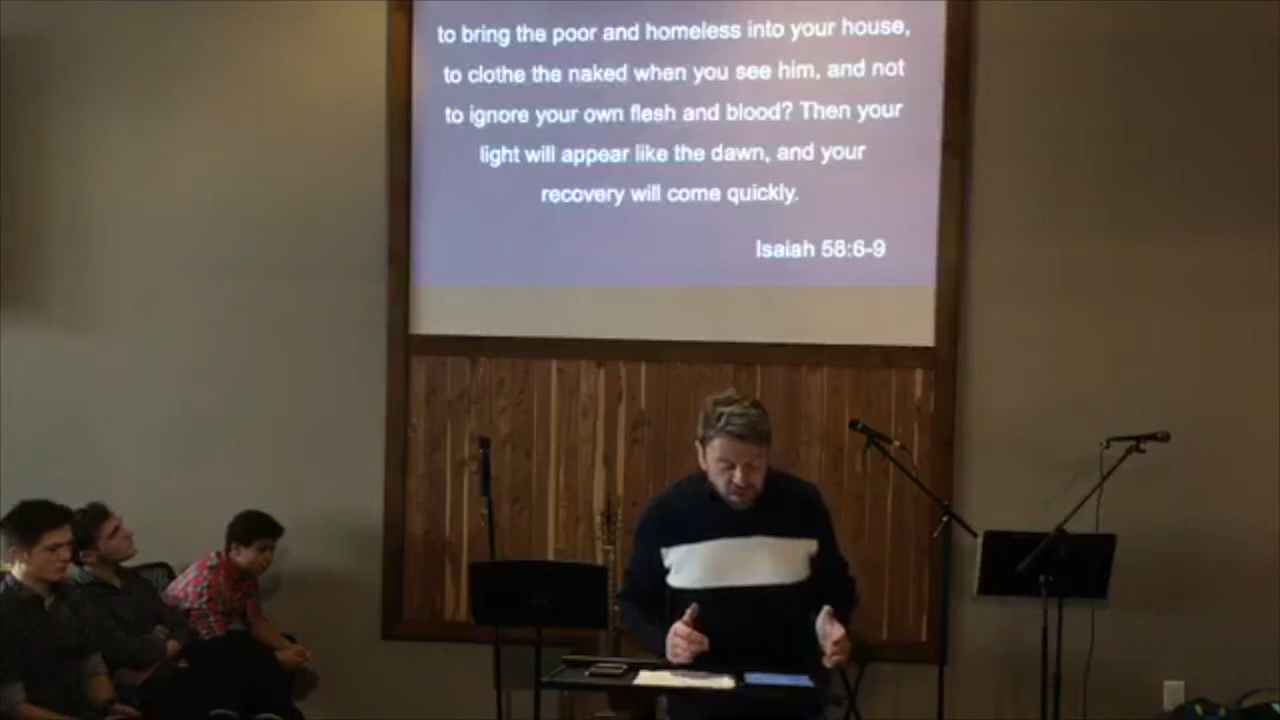 to bring the poor and homeless into your house,
to clothe the naked when you see him, and not
to ignore your own flesh and blood? Then your
light will appear like the dawn, and your
recovery will come quickly.
Isaiah 58:6-9